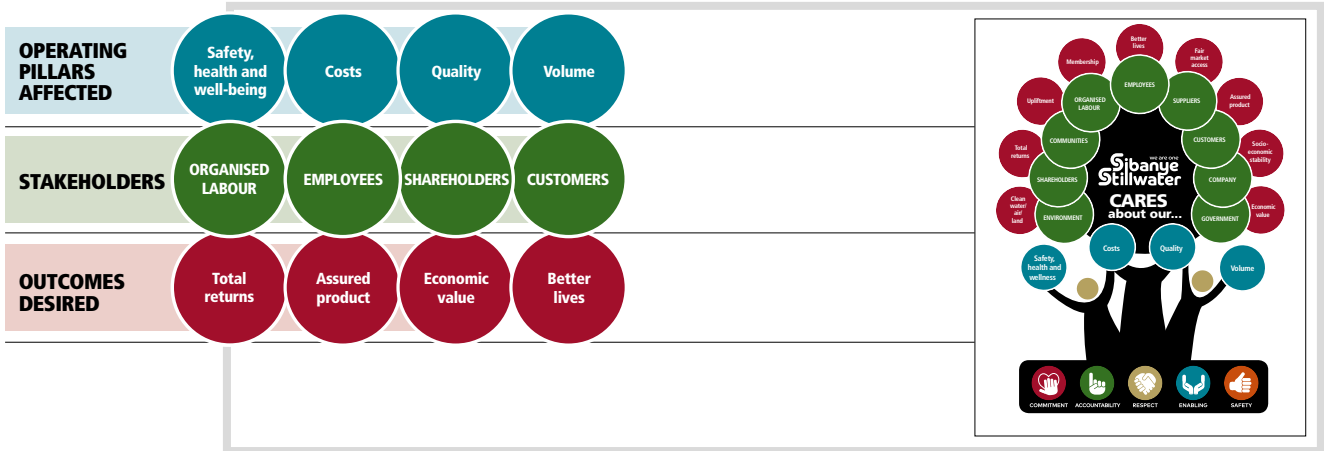 OPERATING
PILLARS
AFFECTED
Safety,
health and
well-being
Costs
Quality
Volume
STAKEHOLDERS
ORGANISED
LABOUR
EMPLOYEES
SHAREHOLDERS
CUSTOMERS
OUTCOMES
DESIRED
Total
returns
Assured
product
Economic
value
Better
lives
Better
lives
Membership
Fair
market
access
Upliftment
Assured
product
Total
returns
Socio-
economic
stability
Clean
water/
air/
land
Economic
value
EMPLOYEES
ORGANISED
LABOUR
SUPPLIERS
COMMUNITIES
CUSTOMERS
SHAREHOLDERS
COMPANY
ENVIRONMENT
GOVERNMENT
we are one
Sibanye
Stillwater
CARES
about our...
Costs
Quality
Safety,
health and
wellness
Volume
COMMITMENT
ACCOUNTABILITY
RESPECT
ENABLING
SAFETY